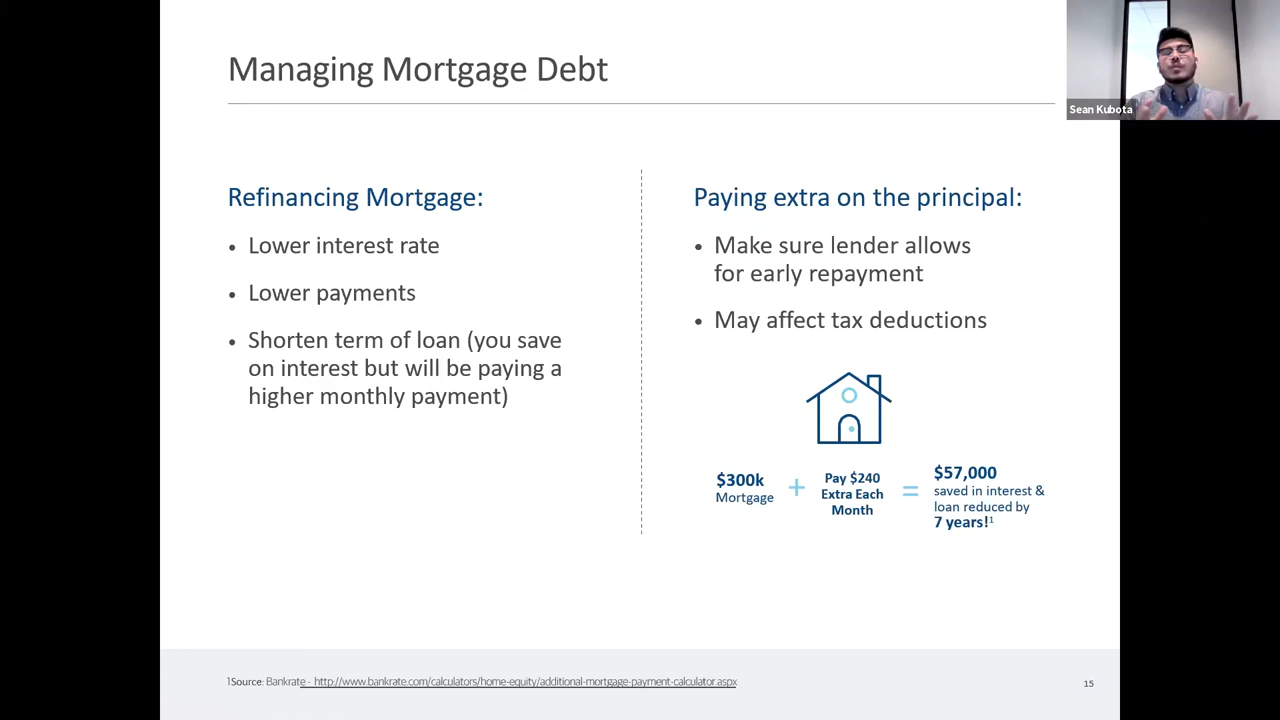 Managing Mortgage Debt
Sean Kubota
Refinancing Mortgage:
• Lower interest rate
• Lower payments
• Shorten term of loan (you save
on interest but will be paying a
higher monthly payment)
Paying extra on the principal:
• Make sure lender allows
for early repayment
• May affect tax deductions
$300k
Mortgage
+
Pay $240
Extra Each
Month
=
$57,000
saved in interest &
loan reduced by
7 years!¹
1Source: Bankrate - http://www.bankrate.com/calculators/home-equity/additional-mortgage-payment-calculator.aspx
15